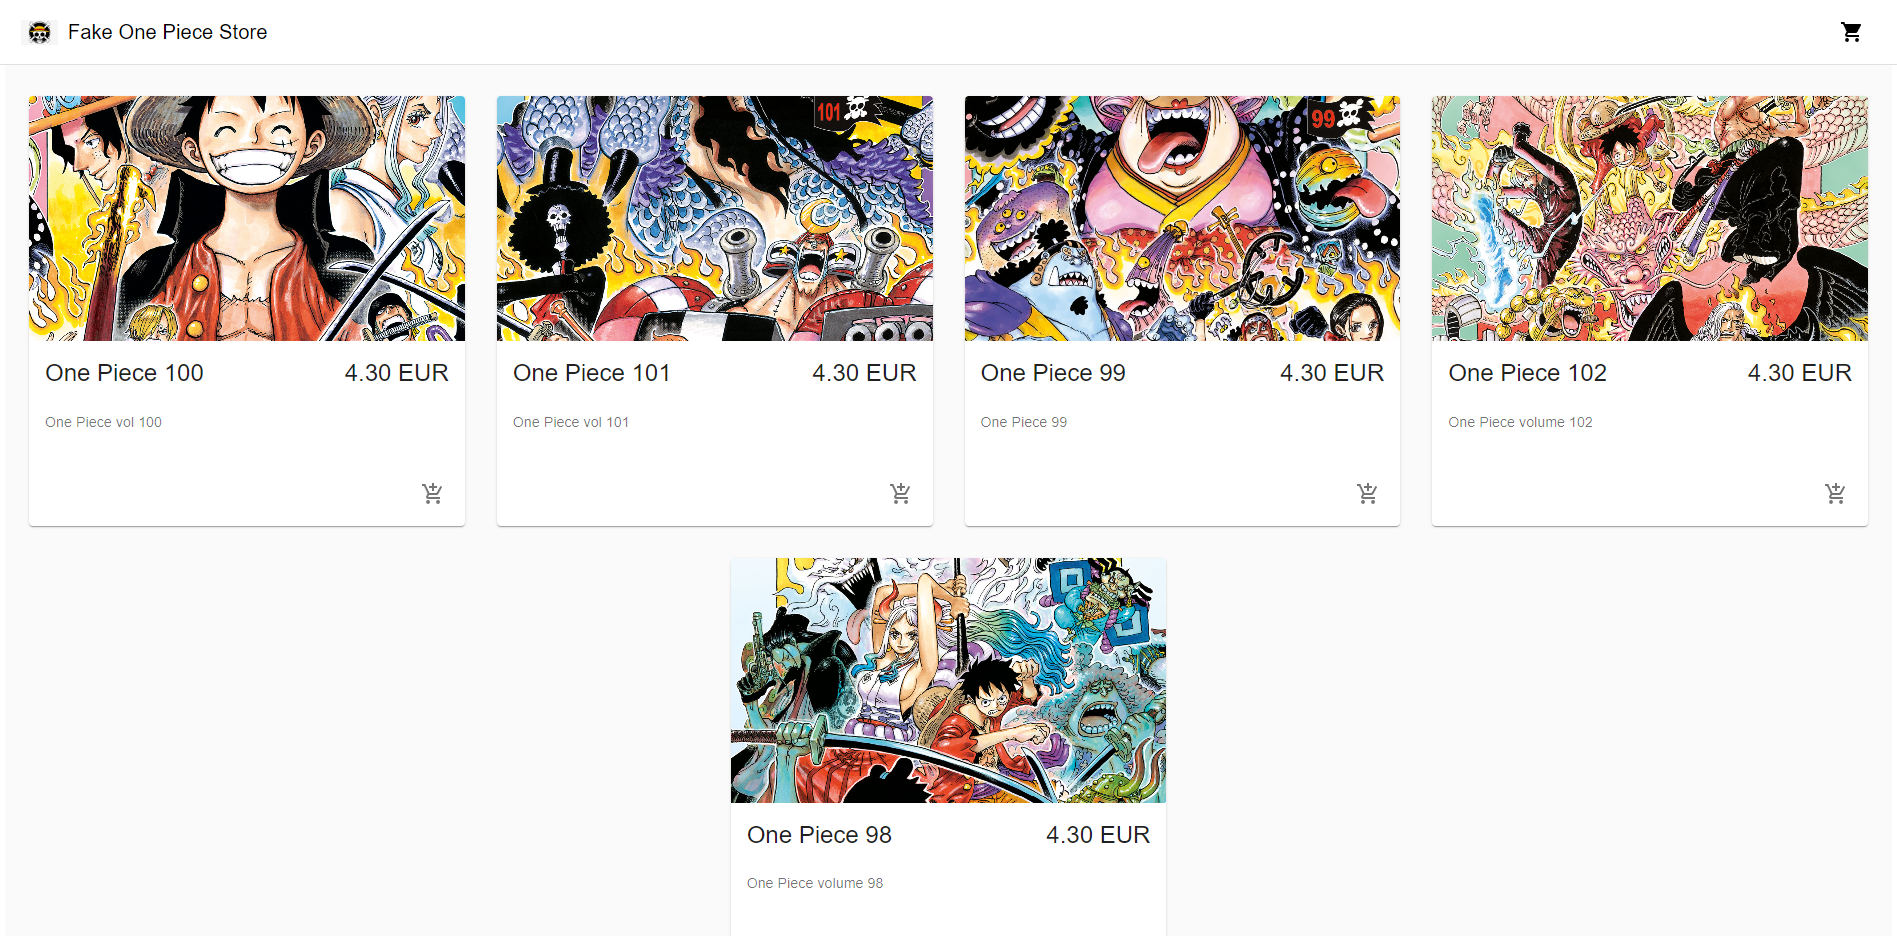 Fake One Piece Store
101
99
One Piece 100 4.30 EUR
One Piece vol 100
One Piece 101 4.30 EUR
One Piece vol 101
One Piece 99 4.30 EUR
One Piece 99
One Piece 102 4.30 EUR
One Piece volume 102
One Piece 98 4.30 EUR
One Piece volume 98